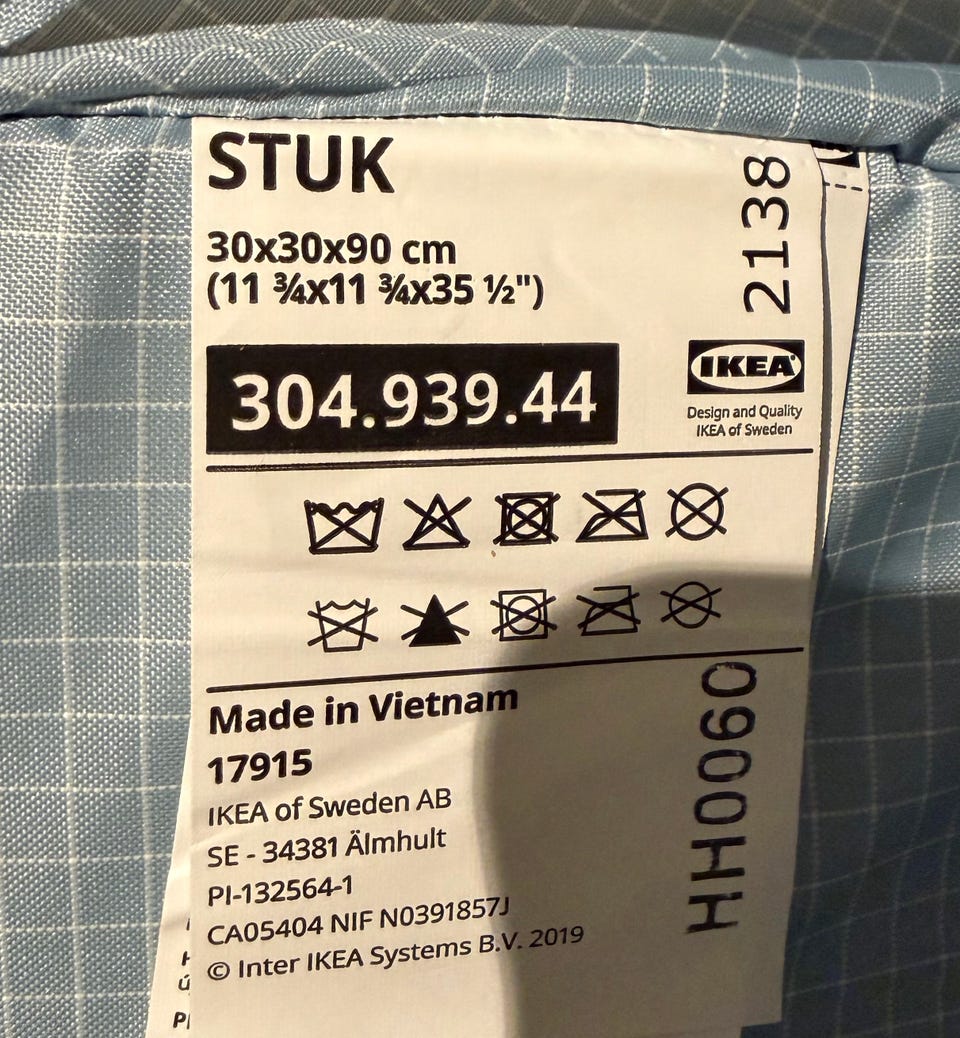 STUK
30x30x90 cm
(11 ¾x11 ¾x35 ½")
2138
304.939.44
IKEA
Design and Quality
IKEA of Sweden
Made in Vietnam
17915
IKEA of Sweden AB
SE - 34381 Älmhult
PI-132564-1
CA05404 NIF N0391857J
© Inter IKEA Systems B.V. 2019
HH0060